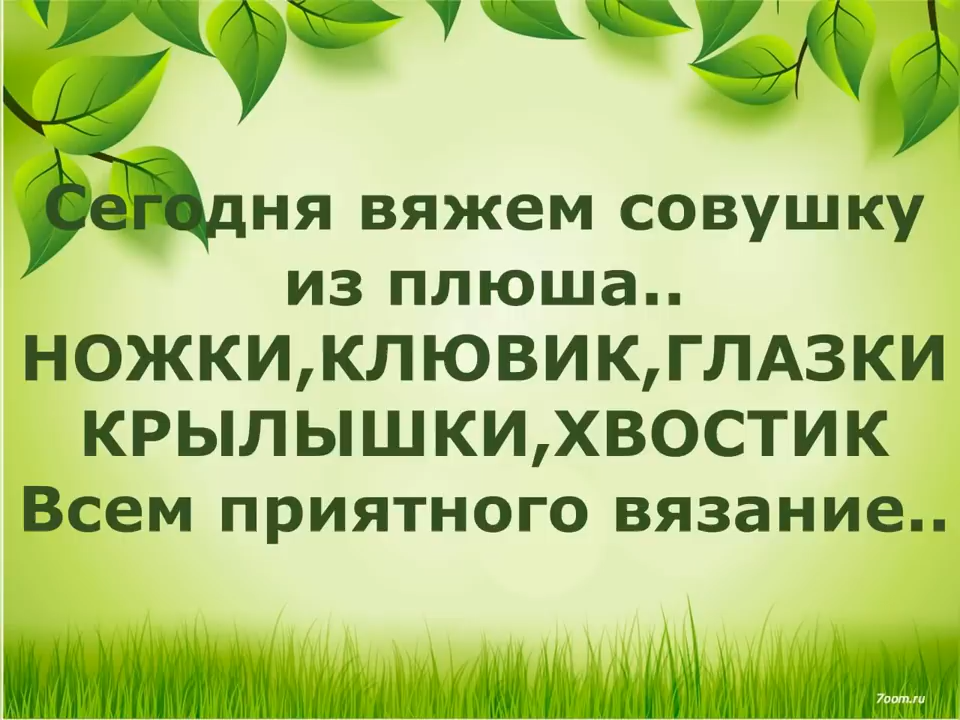 Сегодня вяжем совушку
из плюша..
НОЖКИ,КЛЮВИК,ГЛАЗКИ
КРЫЛЫШКИ,ХВОСТИК
Всем приятного вязание..
7oom.ru